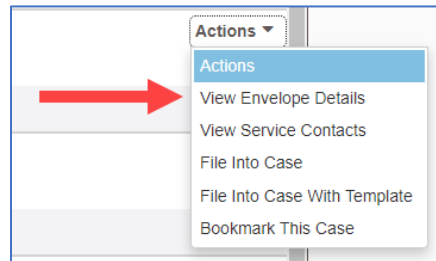 Actions
Actions
View Envelope Details
View Service Contacts
File Into Case
File Into Case With Template
Bookmark This Case